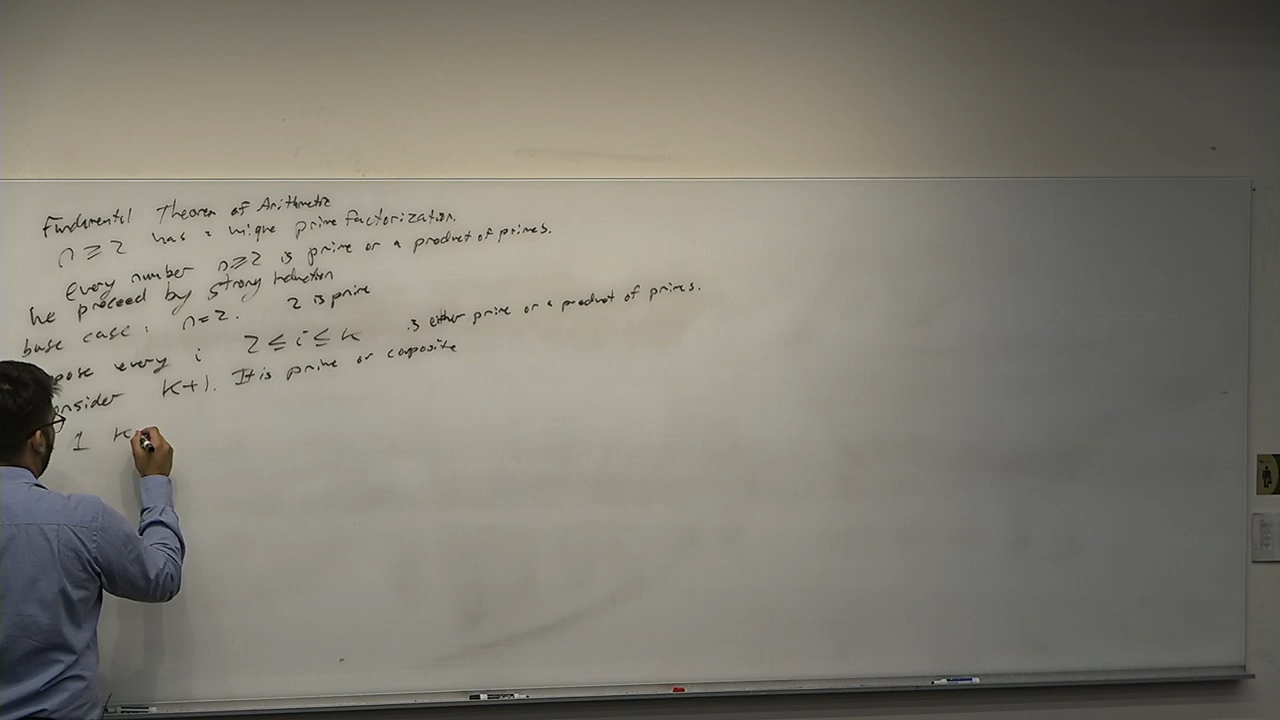 Fundamental Theorem of Arithmetic
n ≥ 2 has a unique prime factorization.
Every number n ≥ 2 is prime or a product of primes.
We proceed by strong induction
base case: n = 2. 2 is prime
pose every i 2 ≤ i ≤ k is either prime or a product of primes.
onsider k+1. It is prime or composite
1 k